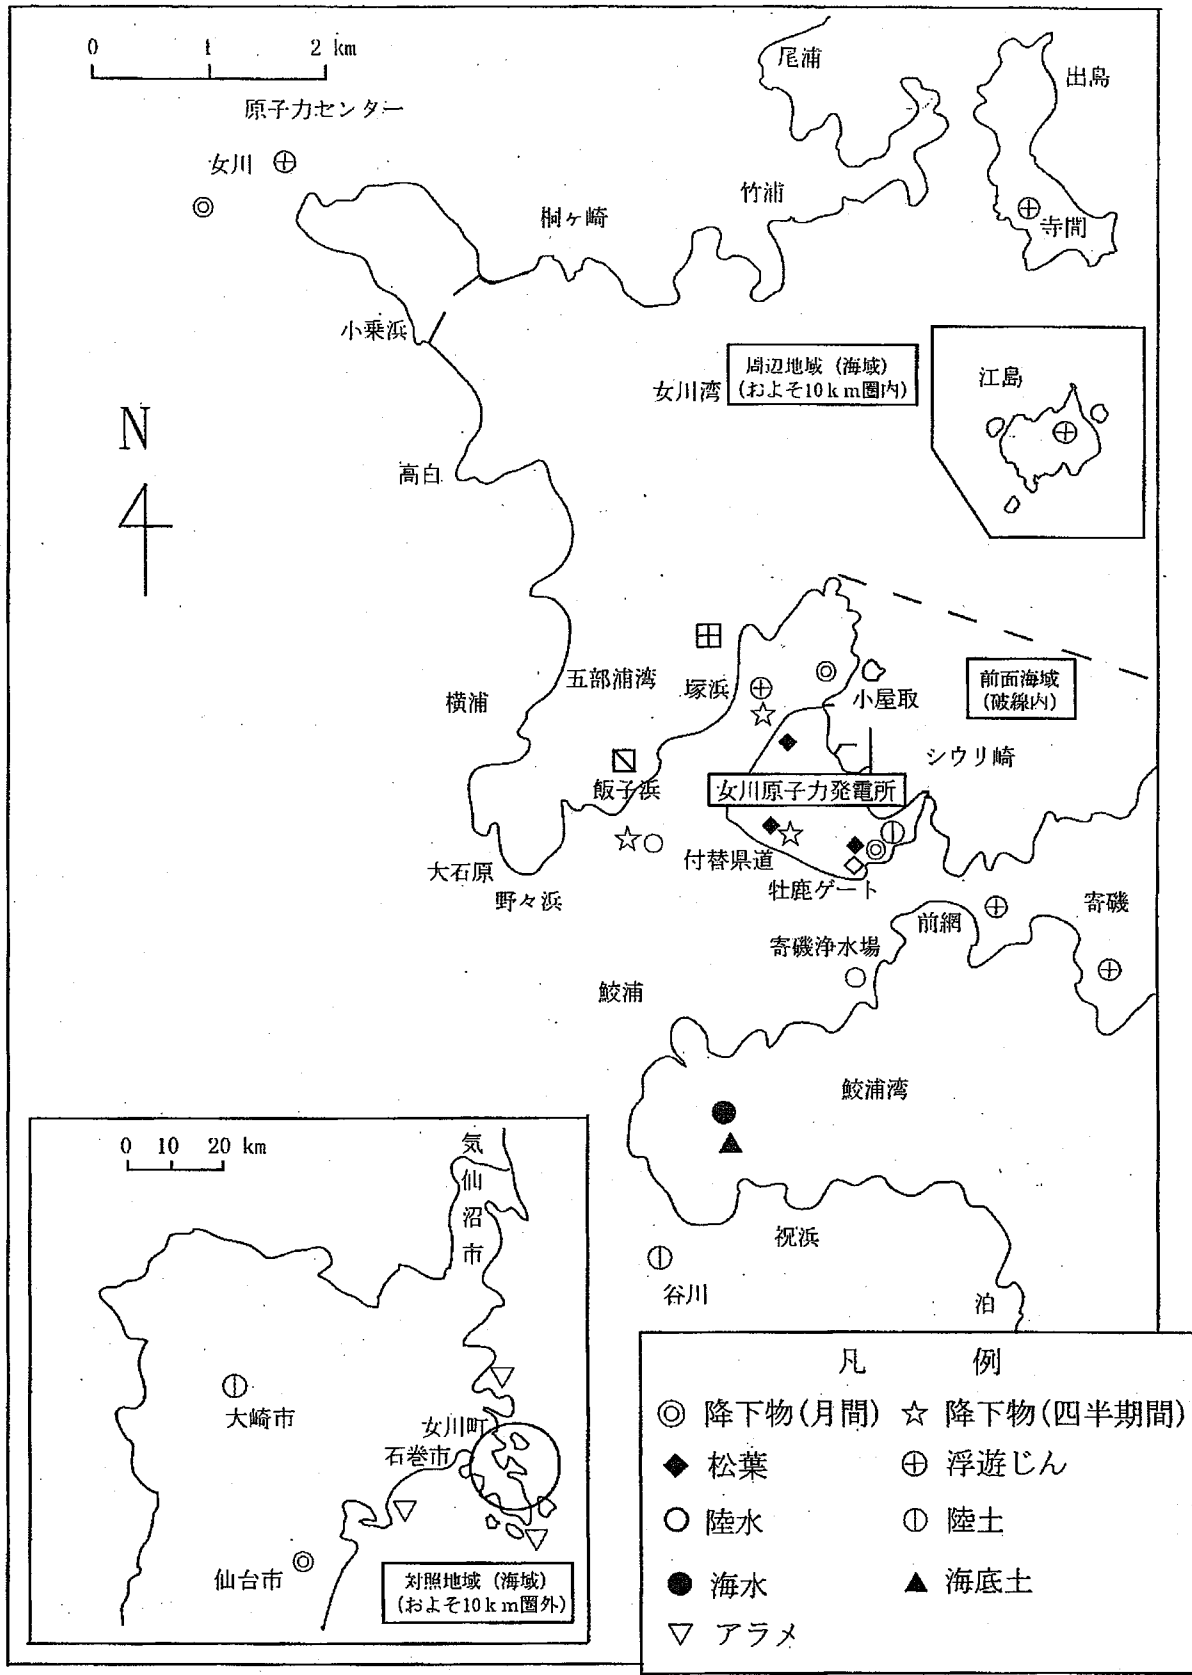 0 1 2 km
原子力センター
女川
尾浦
出島
竹浦
桐ヶ崎
寺間
小乗浜
周辺地域(海域)
(およそ10km圏内)
女川湾
江島
N
高白
五部浦湾
塚浜
横浦
小屋取
前面海域
(破線内)
シウリ崎
飯子浜
女川原子力発電所
大石原
野々浜
付替県道
牡鹿ゲート
前網
寄磯
寄磯浄水場
鮫浦
鮫浦湾
祝浜
谷川
泊
0 10 20 km
気仙沼市
大崎市
女川町
石巻市
仙台市
対照地域(海域)
(およそ10km圏外)
凡 例
降下物(月間) 降下物(四半期間)
松葉 浮遊じん
陸水 陸土
海水 海底土
アラメ